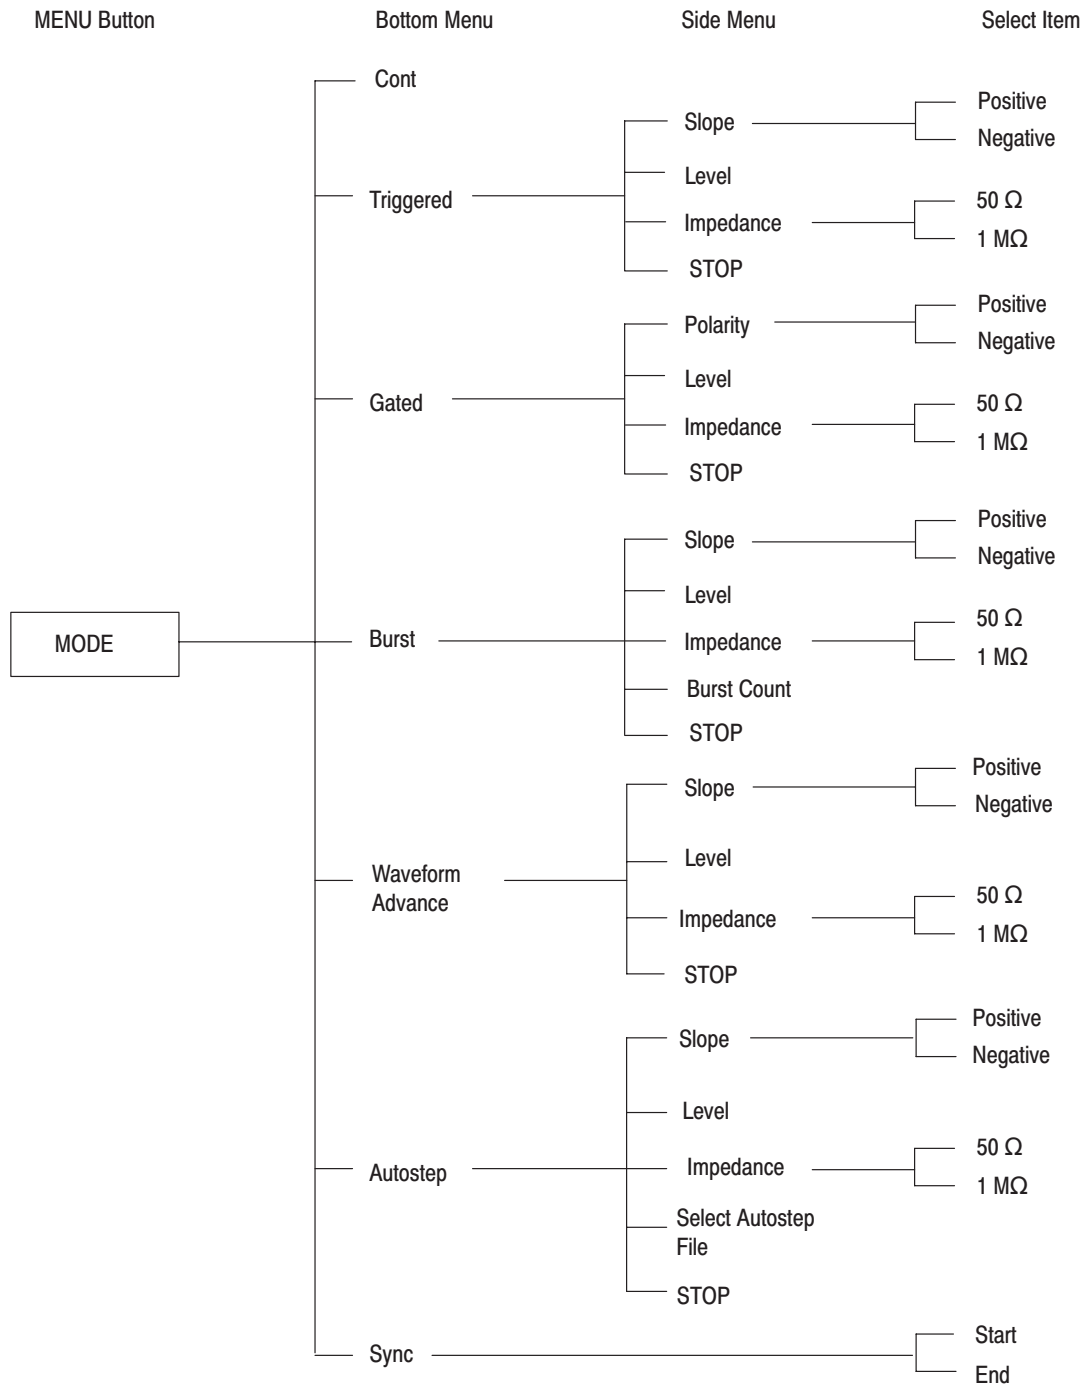 MENU Button Bottom Menu Side Menu Select Item
Cont
Triggered
Slope
Positive
Negative
Level
Impedance
50 Ω
1 MΩ
STOP
Gated
Polarity
Positive
Negative
Level
Impedance
50 Ω
1 MΩ
STOP
MODE
Burst
Slope
Positive
Negative
Level
Impedance
50 Ω
1 MΩ
Burst Count
STOP
Waveform
Advance
Slope
Positive
Negative
Level
Impedance
50 Ω
1 MΩ
STOP
Autostep
Slope
Positive
Negative
Level
Impedance
50 Ω
1 MΩ
Select Autostep
File
STOP
Sync
Start
End